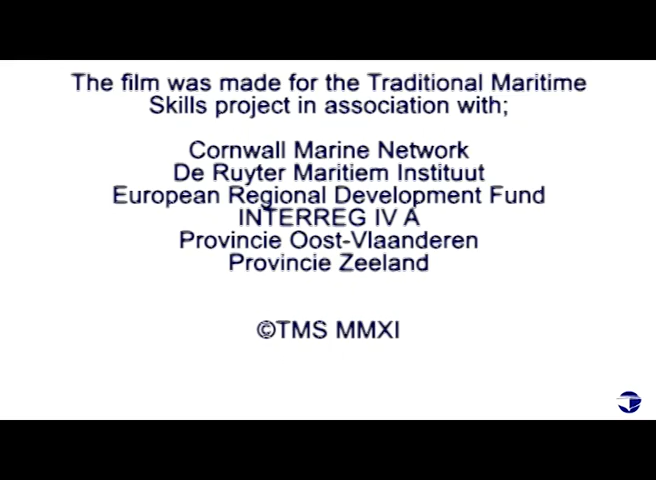 The film was made for the Traditional Maritime
Skills project in association with;
Cornwall Marine Network
De Ruyter Maritiem Instituut
European Regional Development Fund
INTERREG IV A
Provincie Oost-Vlaanderen
Provincie Zeeland
©TMS MMXI